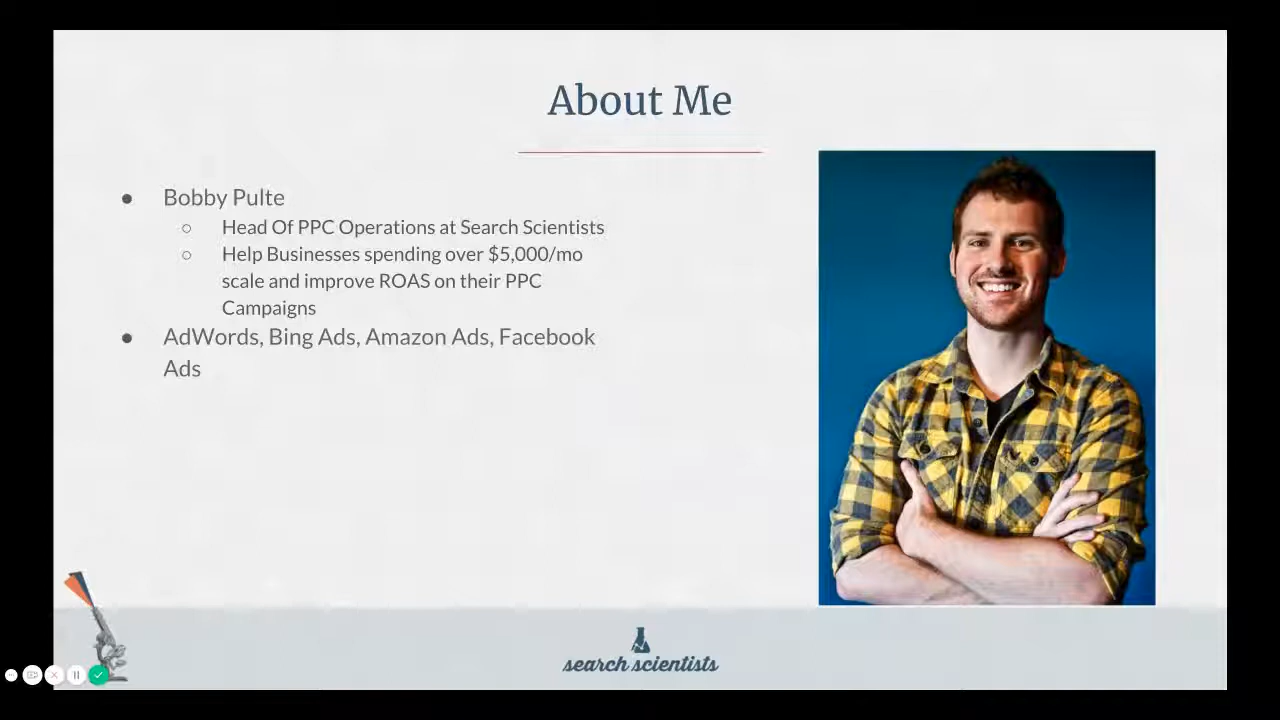 About Me
● Bobby Pulte
○ Head Of PPC Operations at Search Scientists
○ Help Businesses spending over $5,000/mo
scale and improve ROAS on their PPC
Campaigns
● AdWords, Bing Ads, Amazon Ads, Facebook
Ads
search scientists